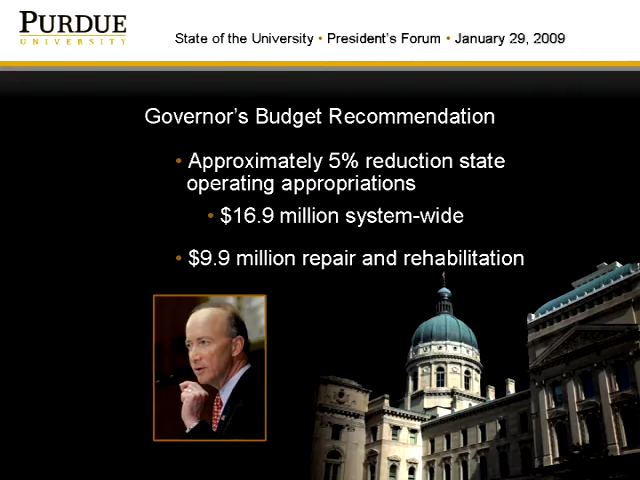 PURDUE
UNIVERSITY
State of the University • President's Forum • January 29, 2009
Governor's Budget Recommendation
• Approximately 5% reduction state
operating appropriations
• $16.9 million system-wide
• $9.9 million repair and rehabilitation